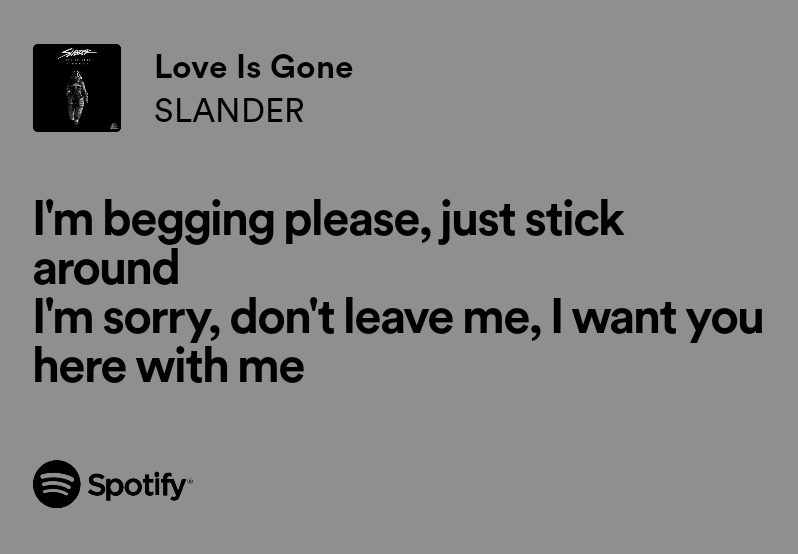 Love Is Gone
SLANDER
I'm begging please, just stick
around
I'm sorry, don't leave me, I want you
here with me
Spotify®